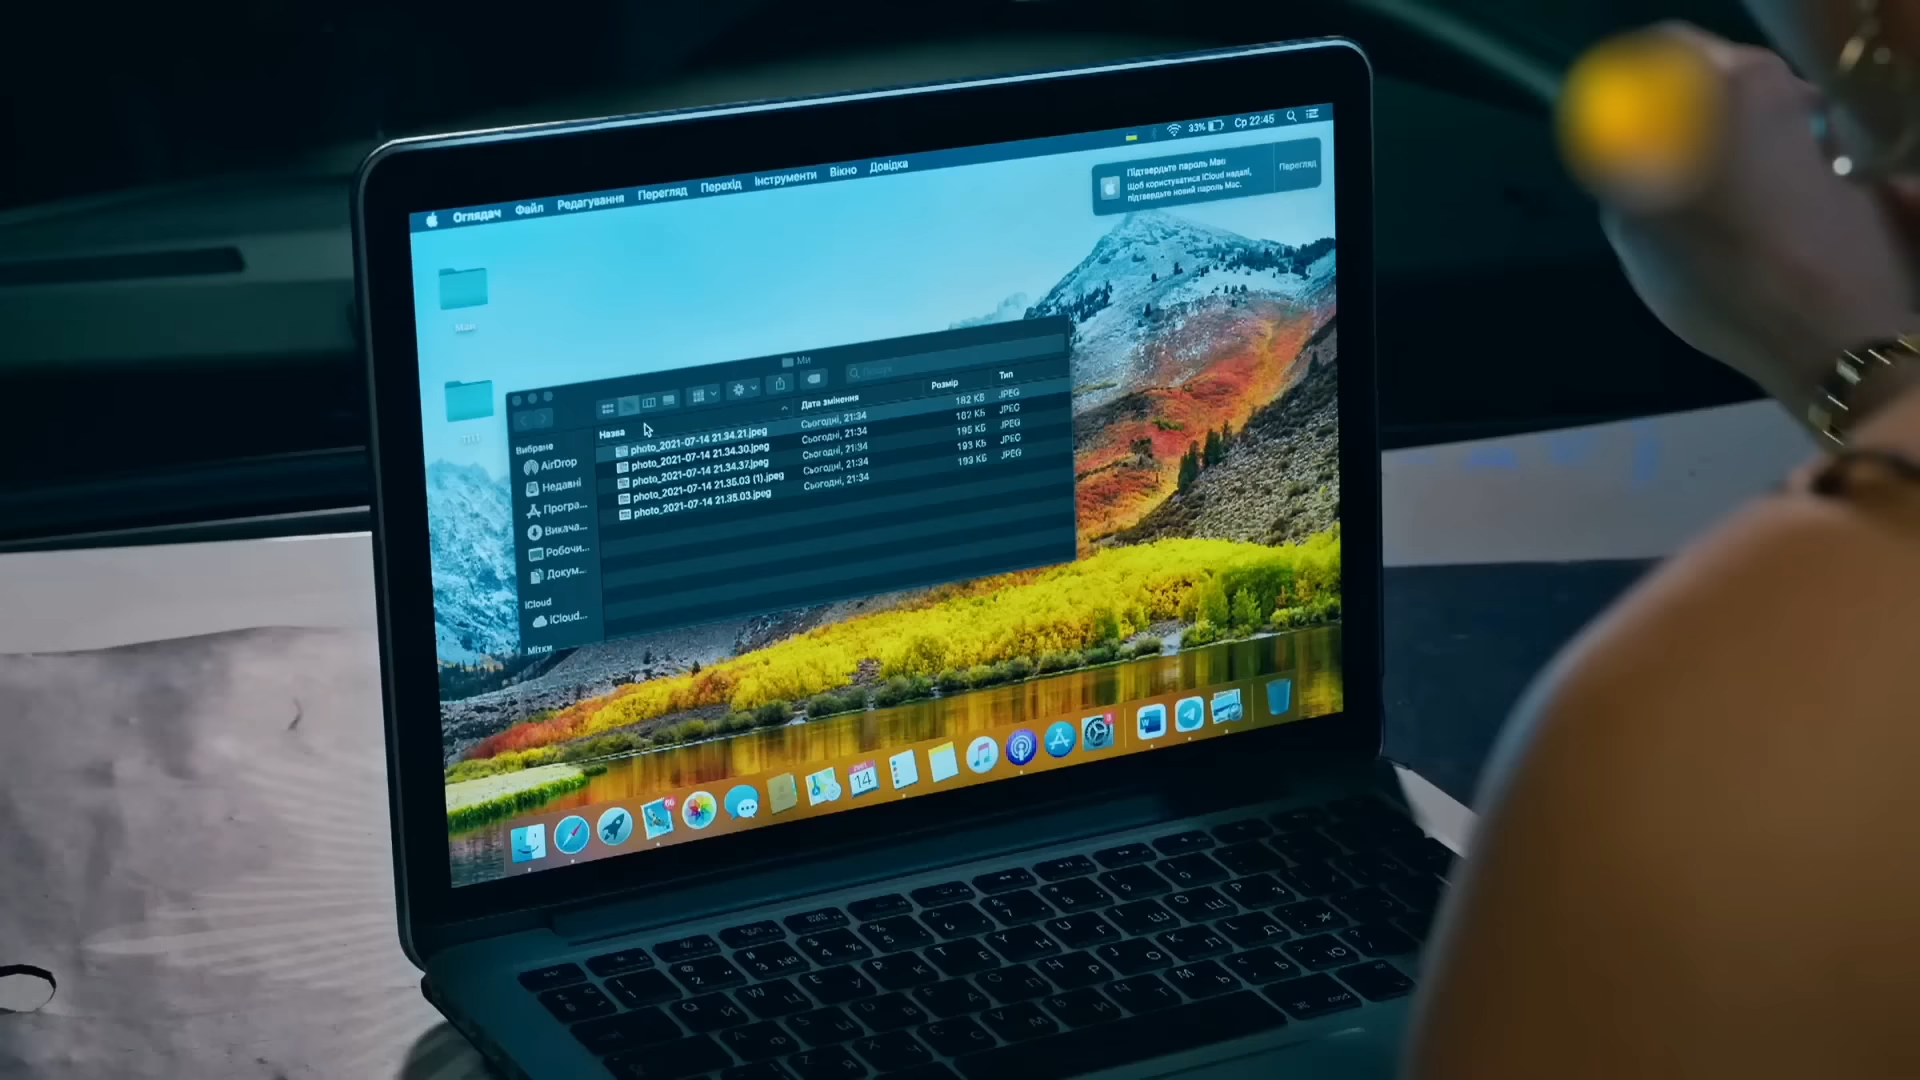 Оглядач Файл Редагування Перегляд Перехід Інструменти Вікно Довідка 33% Ср 22:45
Підтвердьте пароль Mac
Щоб користуватися iCloud надалі,
підтвердьте новий пароль Mac.
Перегляд
Ми
Пошук
Назва Дата змінення Розмір Тип
photo_2021-07-14 21.34.21.jpeg Сьогодні, 21:34 182 КБ JPEG
photo_2021-07-14 21.34.30.jpeg Сьогодні, 21:34 182 КБ JPEG
photo_2021-07-14 21.34.37.jpeg Сьогодні, 21:34 195 КБ JPEG
photo_2021-07-14 21.35.03 (1).jpeg Сьогодні, 21:34 193 КБ JPEG
photo_2021-07-14 21.35.03.jpeg Сьогодні, 21:34 193 КБ JPEG
Вибране
AirDrop
Недавні
Програ...
Викача...
Робочи...
Докум...
iCloud
iCloud...
Мітки
14